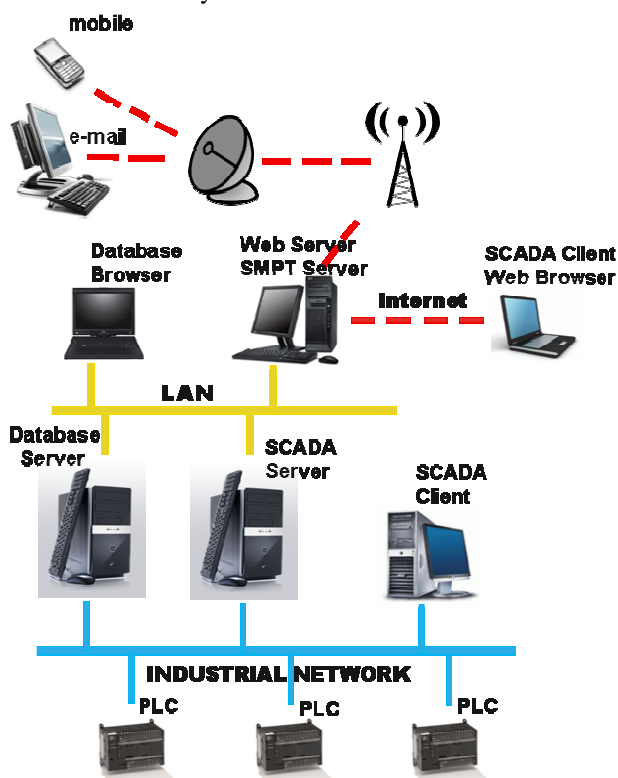 mobile
e-mail
Database
Browser
Web Server
SMPT Server
SCADA Client
Web Browser
Internet
LAN
Database
Server
SCADA
Server
SCADA
Client
INDUSTRIAL NETWORK
PLC
PLC
PLC